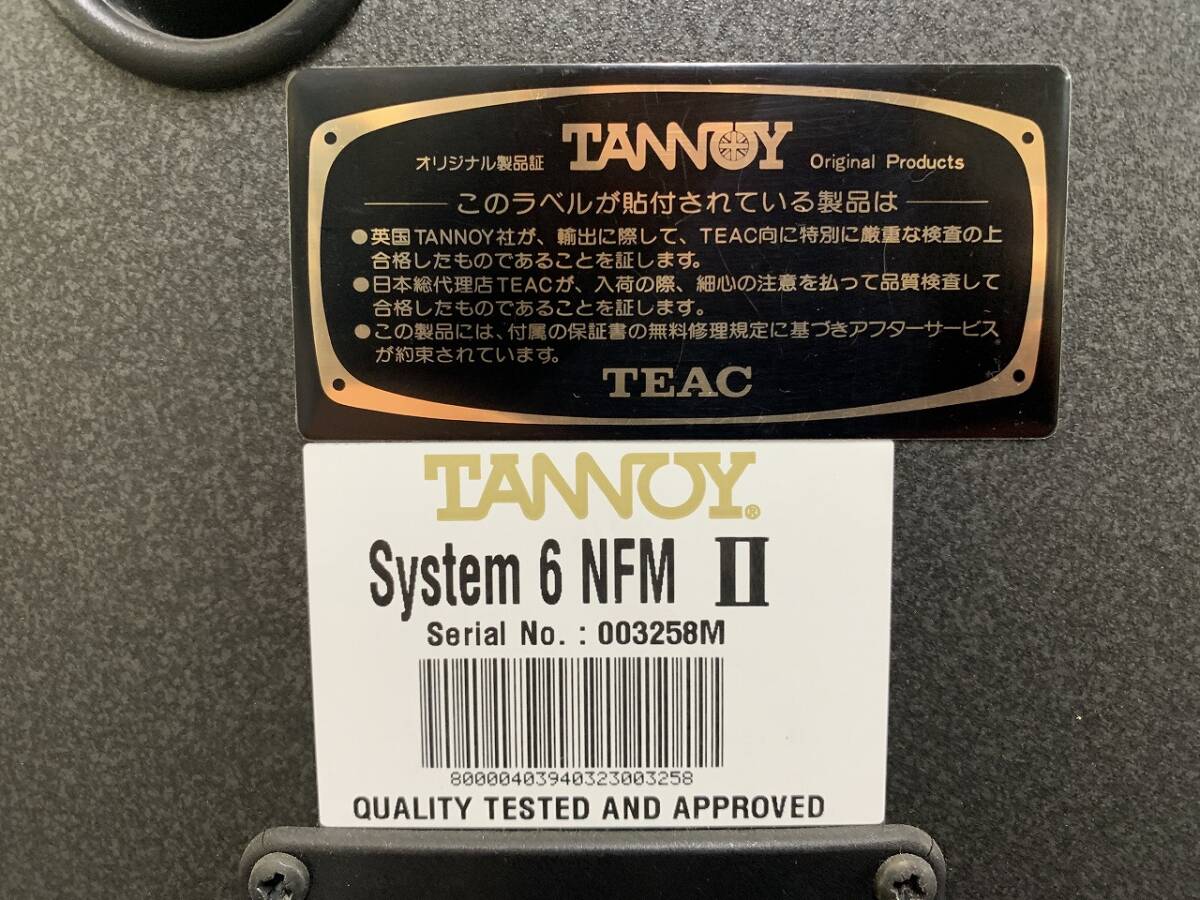 オリジナル製品証 TANNOY Original Products
このラベルが貼付されている製品は
●英国TANNOY社が、輸出に際して、TEAC向に特別に厳重な検査の上
合格したものであることを証します。
●日本総代理店TEACが、入荷の際、細心の注意を払って品質検査して
合格したものであることを証します。
●この製品には、付属の保証書の無料修理規定に基づきアフターサービス
が約束されています。
TEAC
TANNOY®
System 6 NFM II
Serial No. : 003258M
80000403940323003258
QUALITY TESTED AND APPROVED